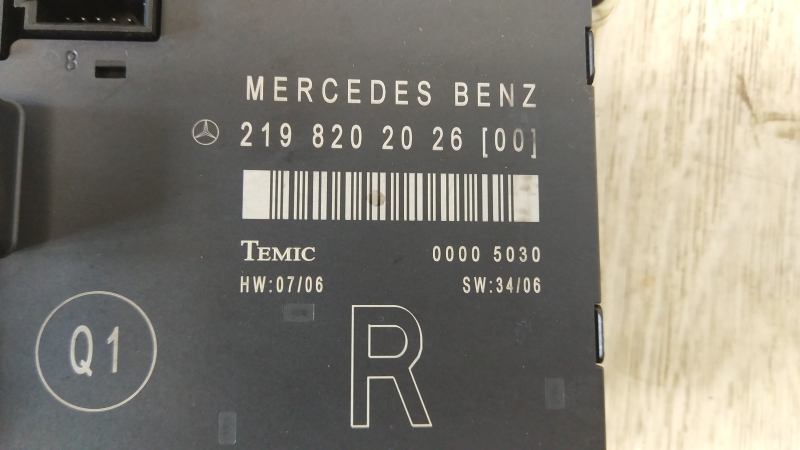 8
MERCEDES BENZ
219 820 20 26 [00]
TEMIC 0000 5030
HW:07/06 SW:34/06
Q1
R